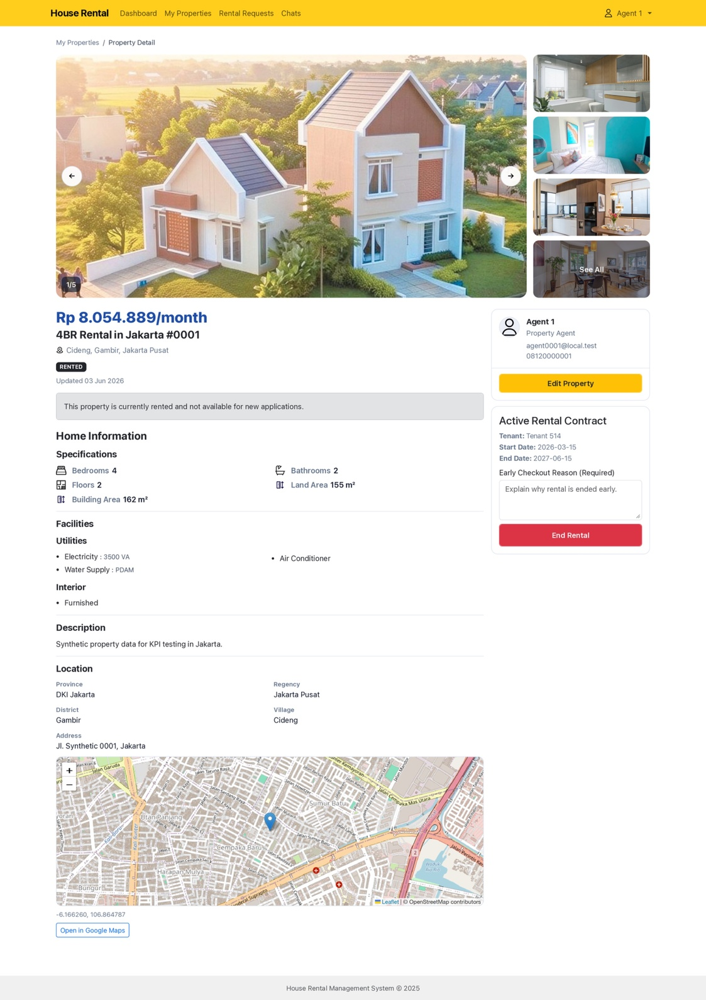 House Rental Dashboard My Properties Rental Requests Chats Agent 1
My Properties / Property Detail
1/5
See All
Rp 8.054.889/month
4BR Rental in Jakarta #0001
Cideng, Gambir, Jakarta Pusat
RENTED
Updated 03 Jun 2026
This property is currently rented and not available for new applications.
Home Information
Specifications
Bedrooms 4
Bathrooms 2
Floors 2
Land Area 155 m²
Building Area 162 m²
Facilities
Utilities
• Electricity : 3500 VA
• Air Conditioner
• Water Supply : PDAM
Interior
• Furnished
Description
Synthetic property data for KPI testing in Jakarta.
Location
Province
DKI Jakarta
Regency
Jakarta Pusat
District
Gambir
Village
Cideng
Address
Jl. Synthetic 0001, Jakarta
+
−
Jalan Garuda
Jalan Taruna Raya
Jalan Serdang Raya
Jalan Howitzer
Jalan Cempaka Mas Utara
Sumur Batu
Utan Panjang
Kali Sunter
Jalan Sumur Batu
Cempaka Baru
Harapan Mulya
Bungur
2
Leaflet | © OpenStreetMap contributors
-6.166260, 106.864787
Open in Google Maps
Agent 1
Property Agent
agent0001@local.test
08120000001
Edit Property
Active Rental Contract
Tenant: Tenant 514
Start Date: 2026-03-15
End Date: 2027-06-15
Early Checkout Reason (Required)
Explain why rental is ended early.
End Rental
House Rental Management System © 2025